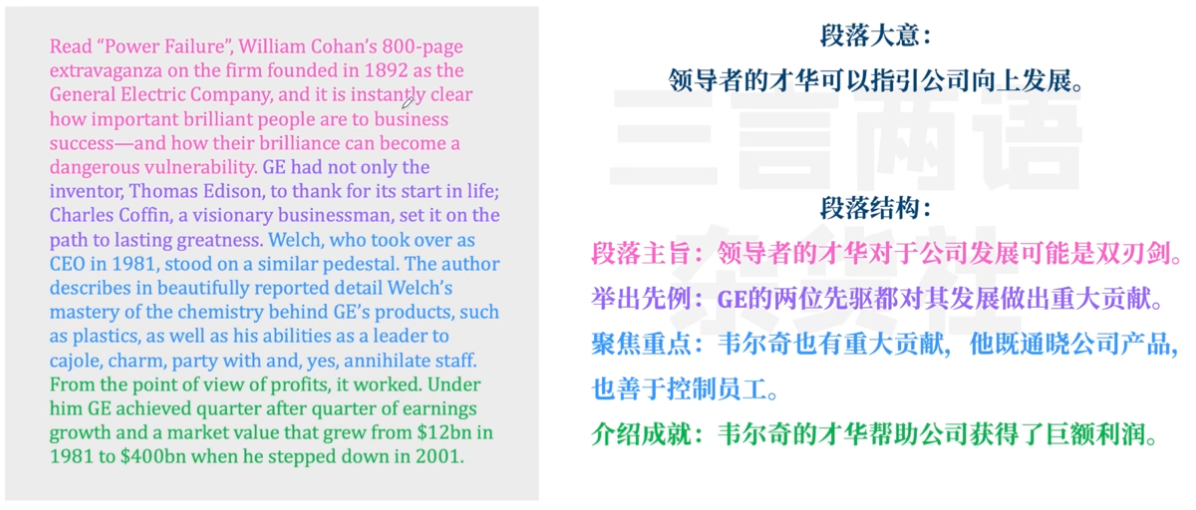 Read “Power Failure”, William Cohan’s 800-page
extravaganza on the firm founded in 1892 as the
General Electric Company, and it is instantly clear
how important brilliant people are to business
success—and how their brilliance can become a
dangerous vulnerability. GE had not only the
inventor, Thomas Edison, to thank for its start in life;
Charles Coffin, a visionary businessman, set it on the
path to lasting greatness. Welch, who took over as
CEO in 1981, stood on a similar pedestal. The author
describes in beautifully reported detail Welch’s
mastery of the chemistry behind GE’s products, such
as plastics, as well as his abilities as a leader to
cajole, charm, party with and, yes, annihilate staff.
From the point of view of profits, it worked. Under
him GE achieved quarter after quarter of earnings
growth and a market value that grew from $12bn in
1981 to $400bn when he stepped down in 2001.
段落大意：
领导者的才华可以指引公司向上发展。
三言两语
杂货社
段落结构：
段落主旨：领导者的才华对于公司发展可能是双刃剑。
举出先例：GE的两位先驱都对其发展做出重大贡献。
聚焦重点：韦尔奇也有重大贡献，他既通晓公司产品，
也善于控制员工。
介绍成就：韦尔奇的才华帮助公司获得了巨额利润。